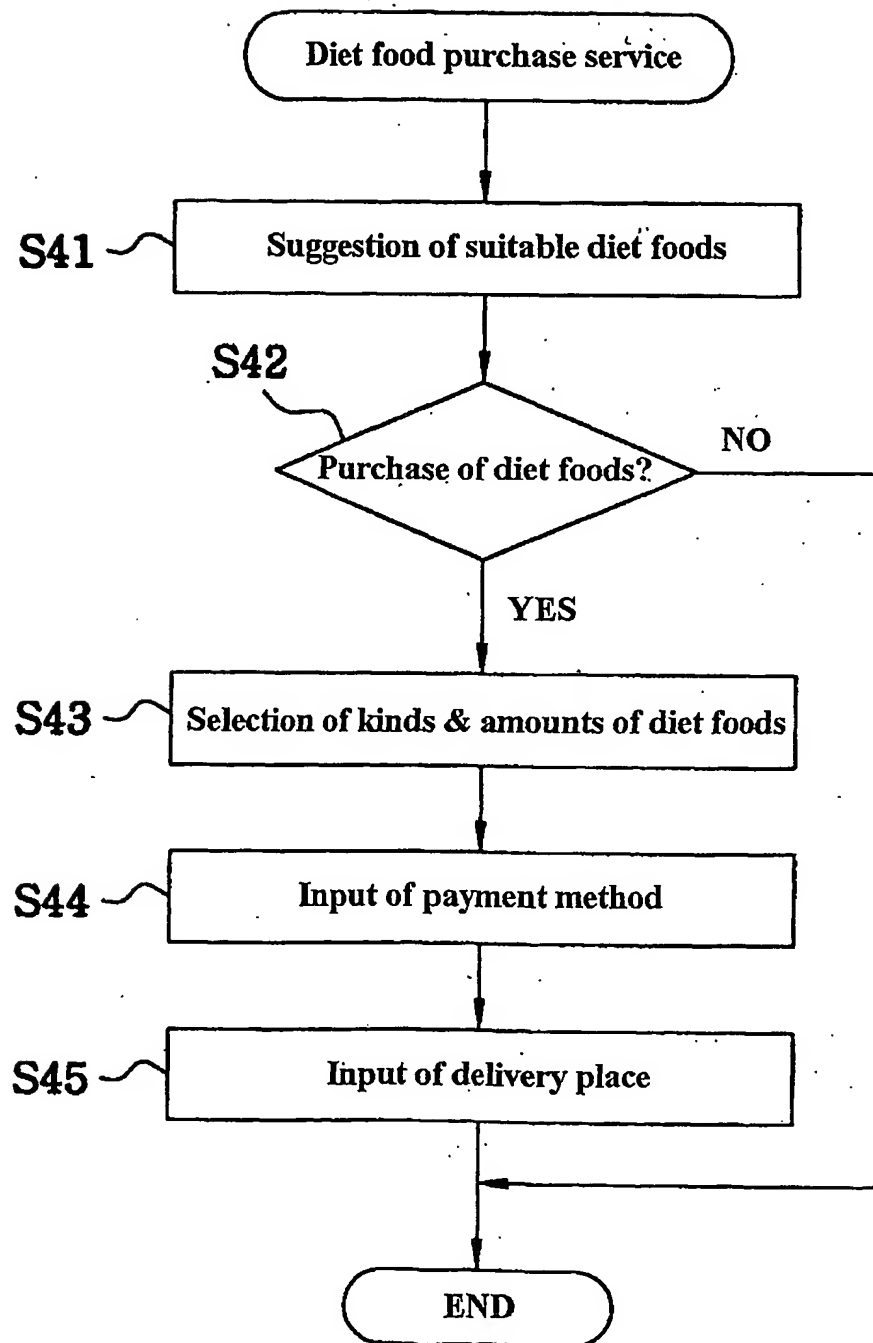 Diet food purchase service
S41
Suggestion of suitable diet foods
S42
Purchase of diet foods?
NO
YES
S43
Selection of kinds & amounts of diet foods
S44
Input of payment method
S45
Input of delivery place
END